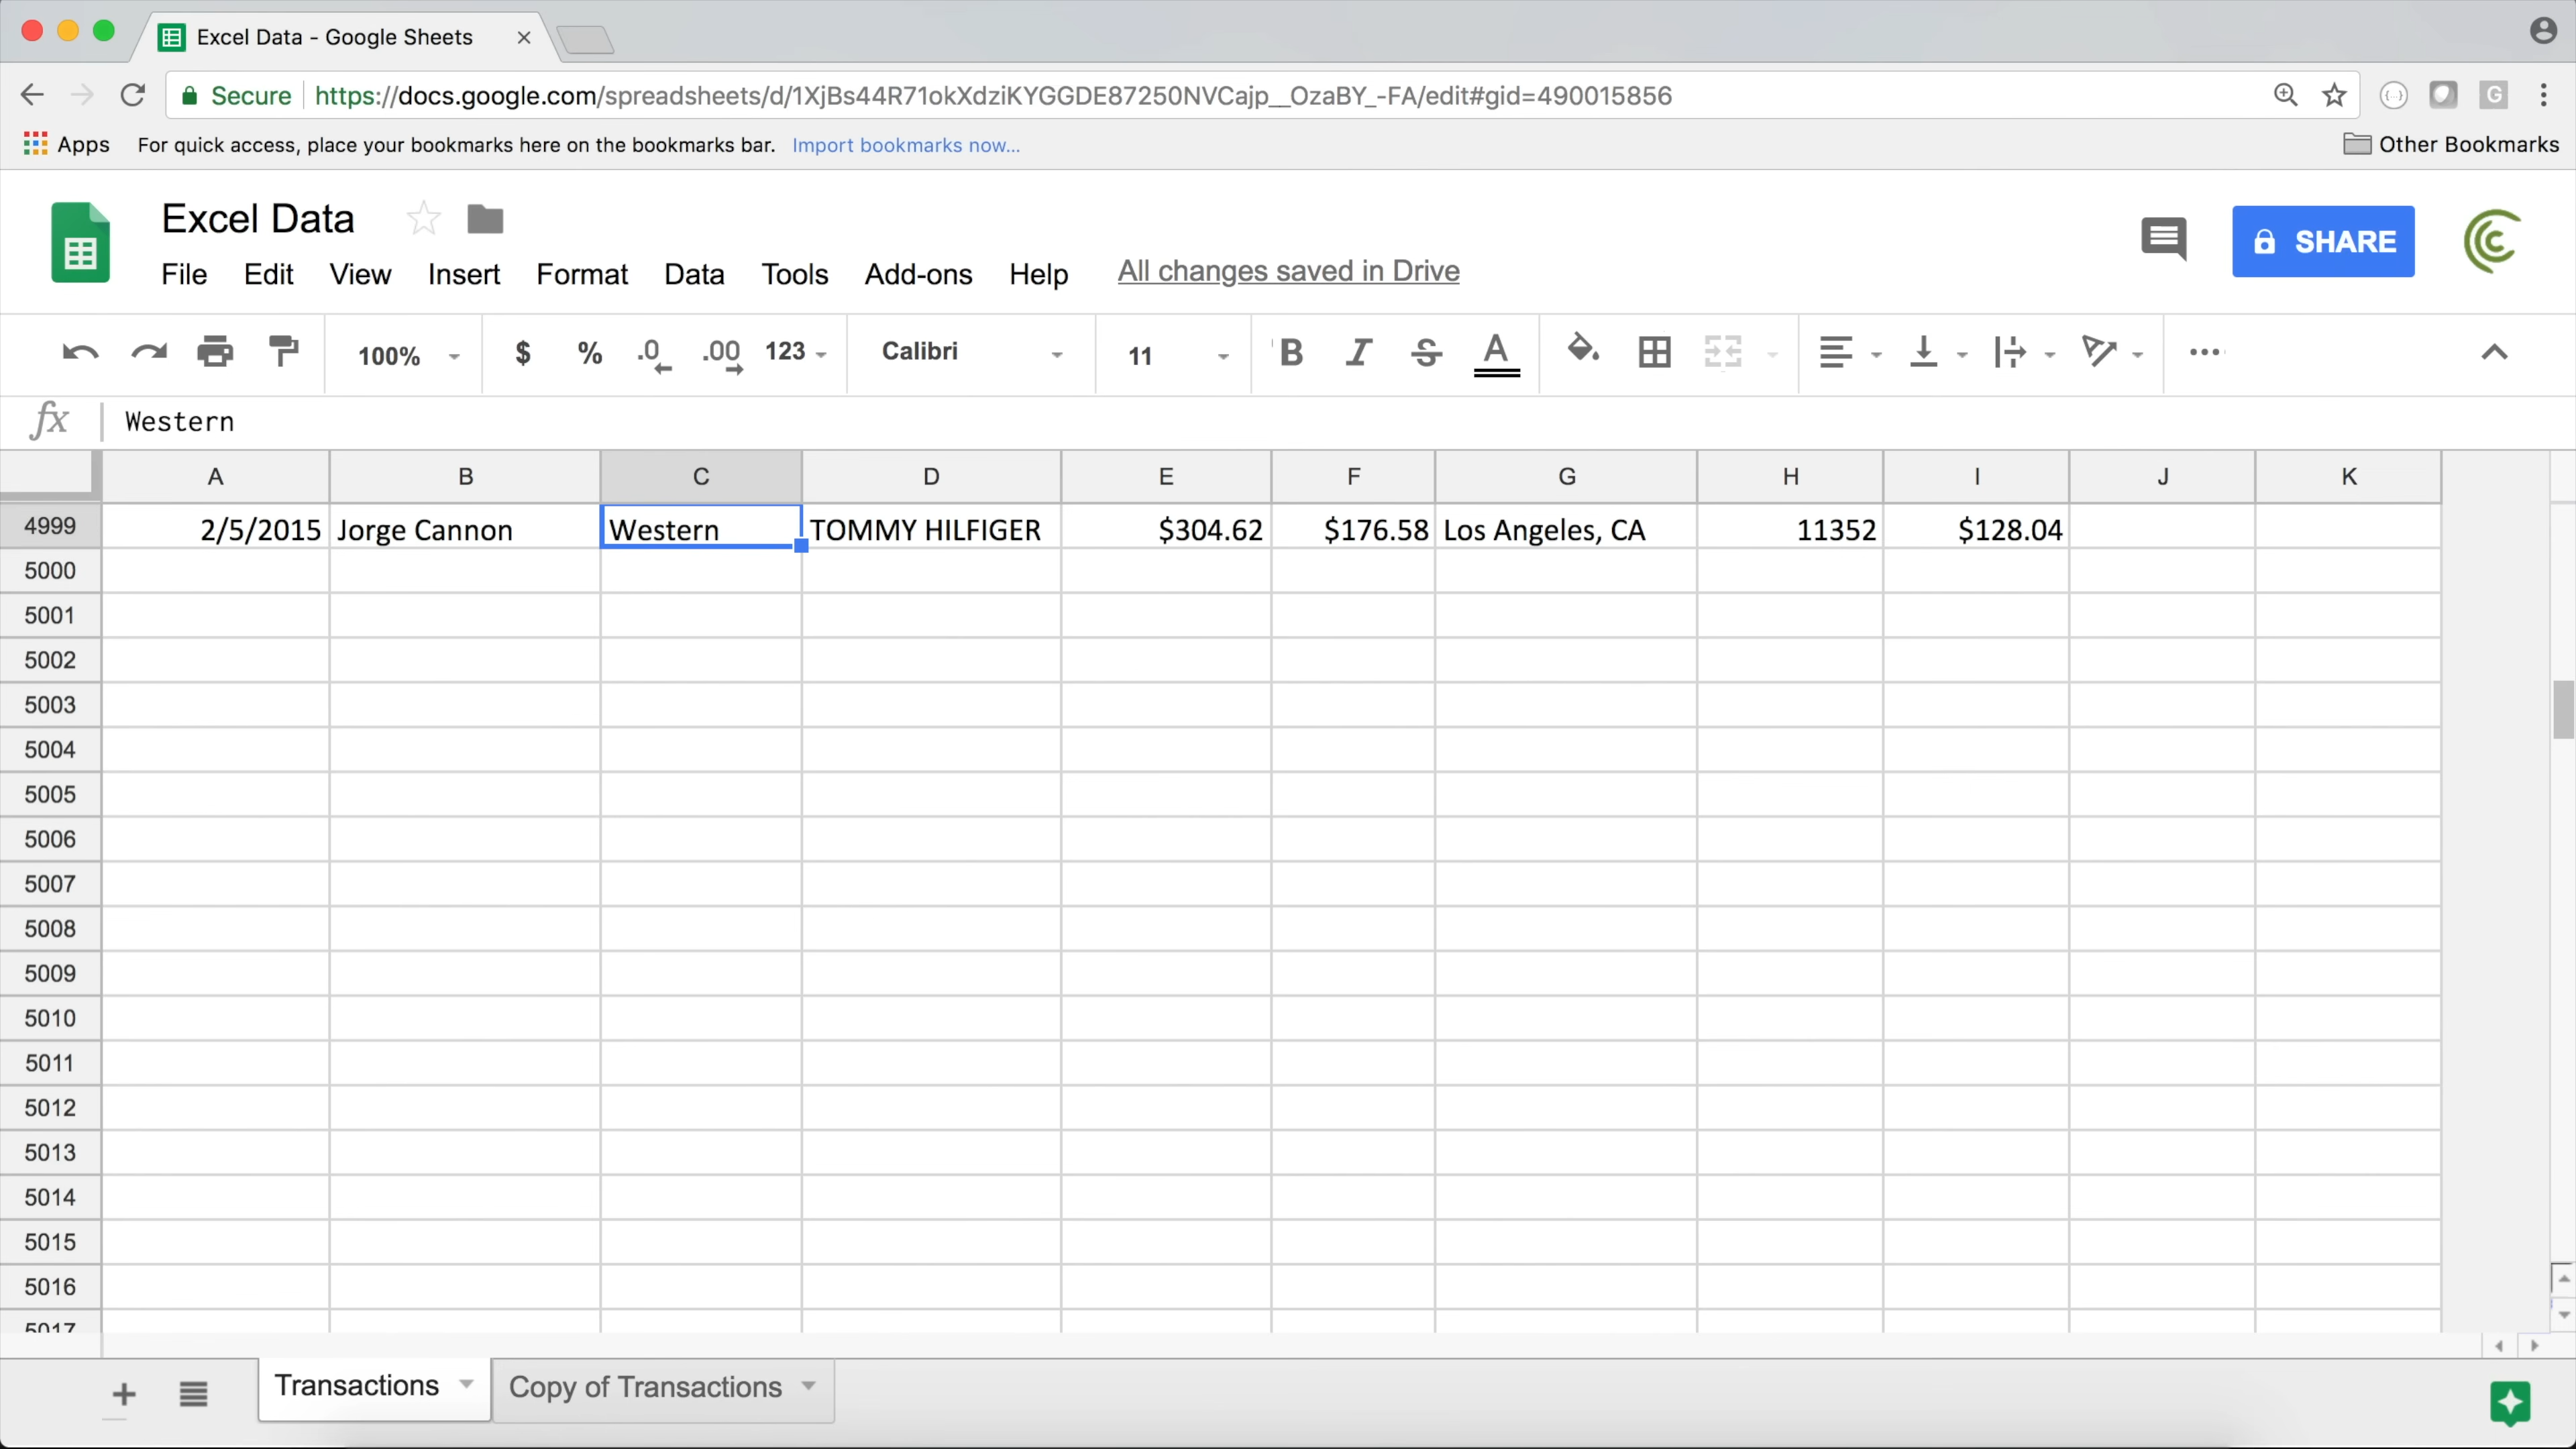 Excel Data - Google Sheets
Secure https://docs.google.com/spreadsheets/d/1XjBs44R71okXdziKYGGDE87250NVCajp__OzaBY_-FA/edit#gid=490015856
G
Apps For quick access, place your bookmarks here on the bookmarks bar. Import bookmarks now... Other Bookmarks
Excel Data
File Edit View Insert Format Data Tools Add-ons Help All changes saved in Drive
SHARE
100% $ % .0 .00 123 Calibri 11 B I S A
fx Western
A B C D E F G H I J K
4999 2/5/2015 Jorge Cannon Western TOMMY HILFIGER $304.62 $176.58 Los Angeles, CA 11352 $128.04
5000
5001
5002
5003
5004
5005
5006
5007
5008
5009
5010
5011
5012
5013
5014
5015
5016
5017
Transactions Copy of Transactions